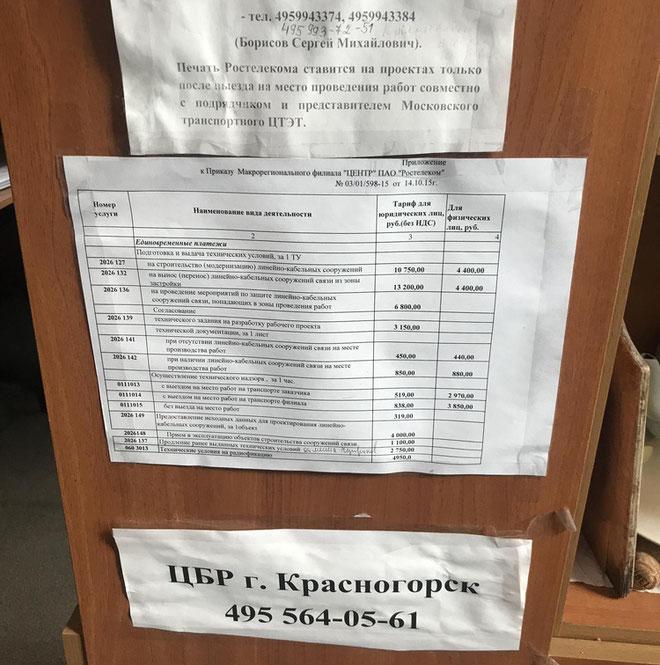 - тел. 4959943374, 4959943384
495 993-72-51
(Борисов Сергей Михайлович).
Печать Ростелекома ставится на проектах только
после выезда на место проведения работ совместно
с подрядчиком и представителем Московского
транспортного ЦТЭТ.
Приложение
к Приказу Макрорегионального филиала "ЦЕНТР" ПАО "Ростелеком"
№ 03/01/598-15 от 14.10.15г.
Номер услуги Наименование вида деятельности Тариф для юридических лиц, руб.(без НДС) Для физических лиц, руб.
2 3 4
Единовременные платежи
Подготовка и выдача технических условий, за 1 ТУ
2026 127 на строительство (модернизацию) линейно-кабельных сооружений 10 750,00 4 400,00
2026 132 на вынос (перенос) линейно-кабельных сооружений связи из зоны
застройки 13 200,00 4 400,00
2026 136 на проведение мероприятий по защите линейно-кабельных
сооружений связи, попадающих в зоны проведения работ 6 800,00
Согласование
2026 139 технического задания на разработку рабочего проекта 3 150,00
технической документации, за 1 лист
2026 141 при отсутствии линейно-кабельных сооружений связи на месте
производства работ 450,00 440,00
2026 142 при наличии линейно-кабельных сооружений связи на месте
производства работ 850,00 880,00
Осуществление технического надзора , за 1 час.
0111013 с выездом на место работ на транспорте заказчика 519,00 2 970,00
0111014 с выездом на место работ на транспорте филиала 838,00 3 850,00
0111015 без выезда на место работ 319,00
2026 149 Предоставление исходных данных для проектирования линейно-
кабельных сооружений, за 1объект 4 000,00
2026148 Прием в эксплуатацию объектов строительства сооружений связи 1 100,00
2026 137 Продление ранее выданных технических условий 2 750,00
060 3013 Технические условия на радиофикацию 4950,0
ЦБР г. Красногорск
495 564-05-61